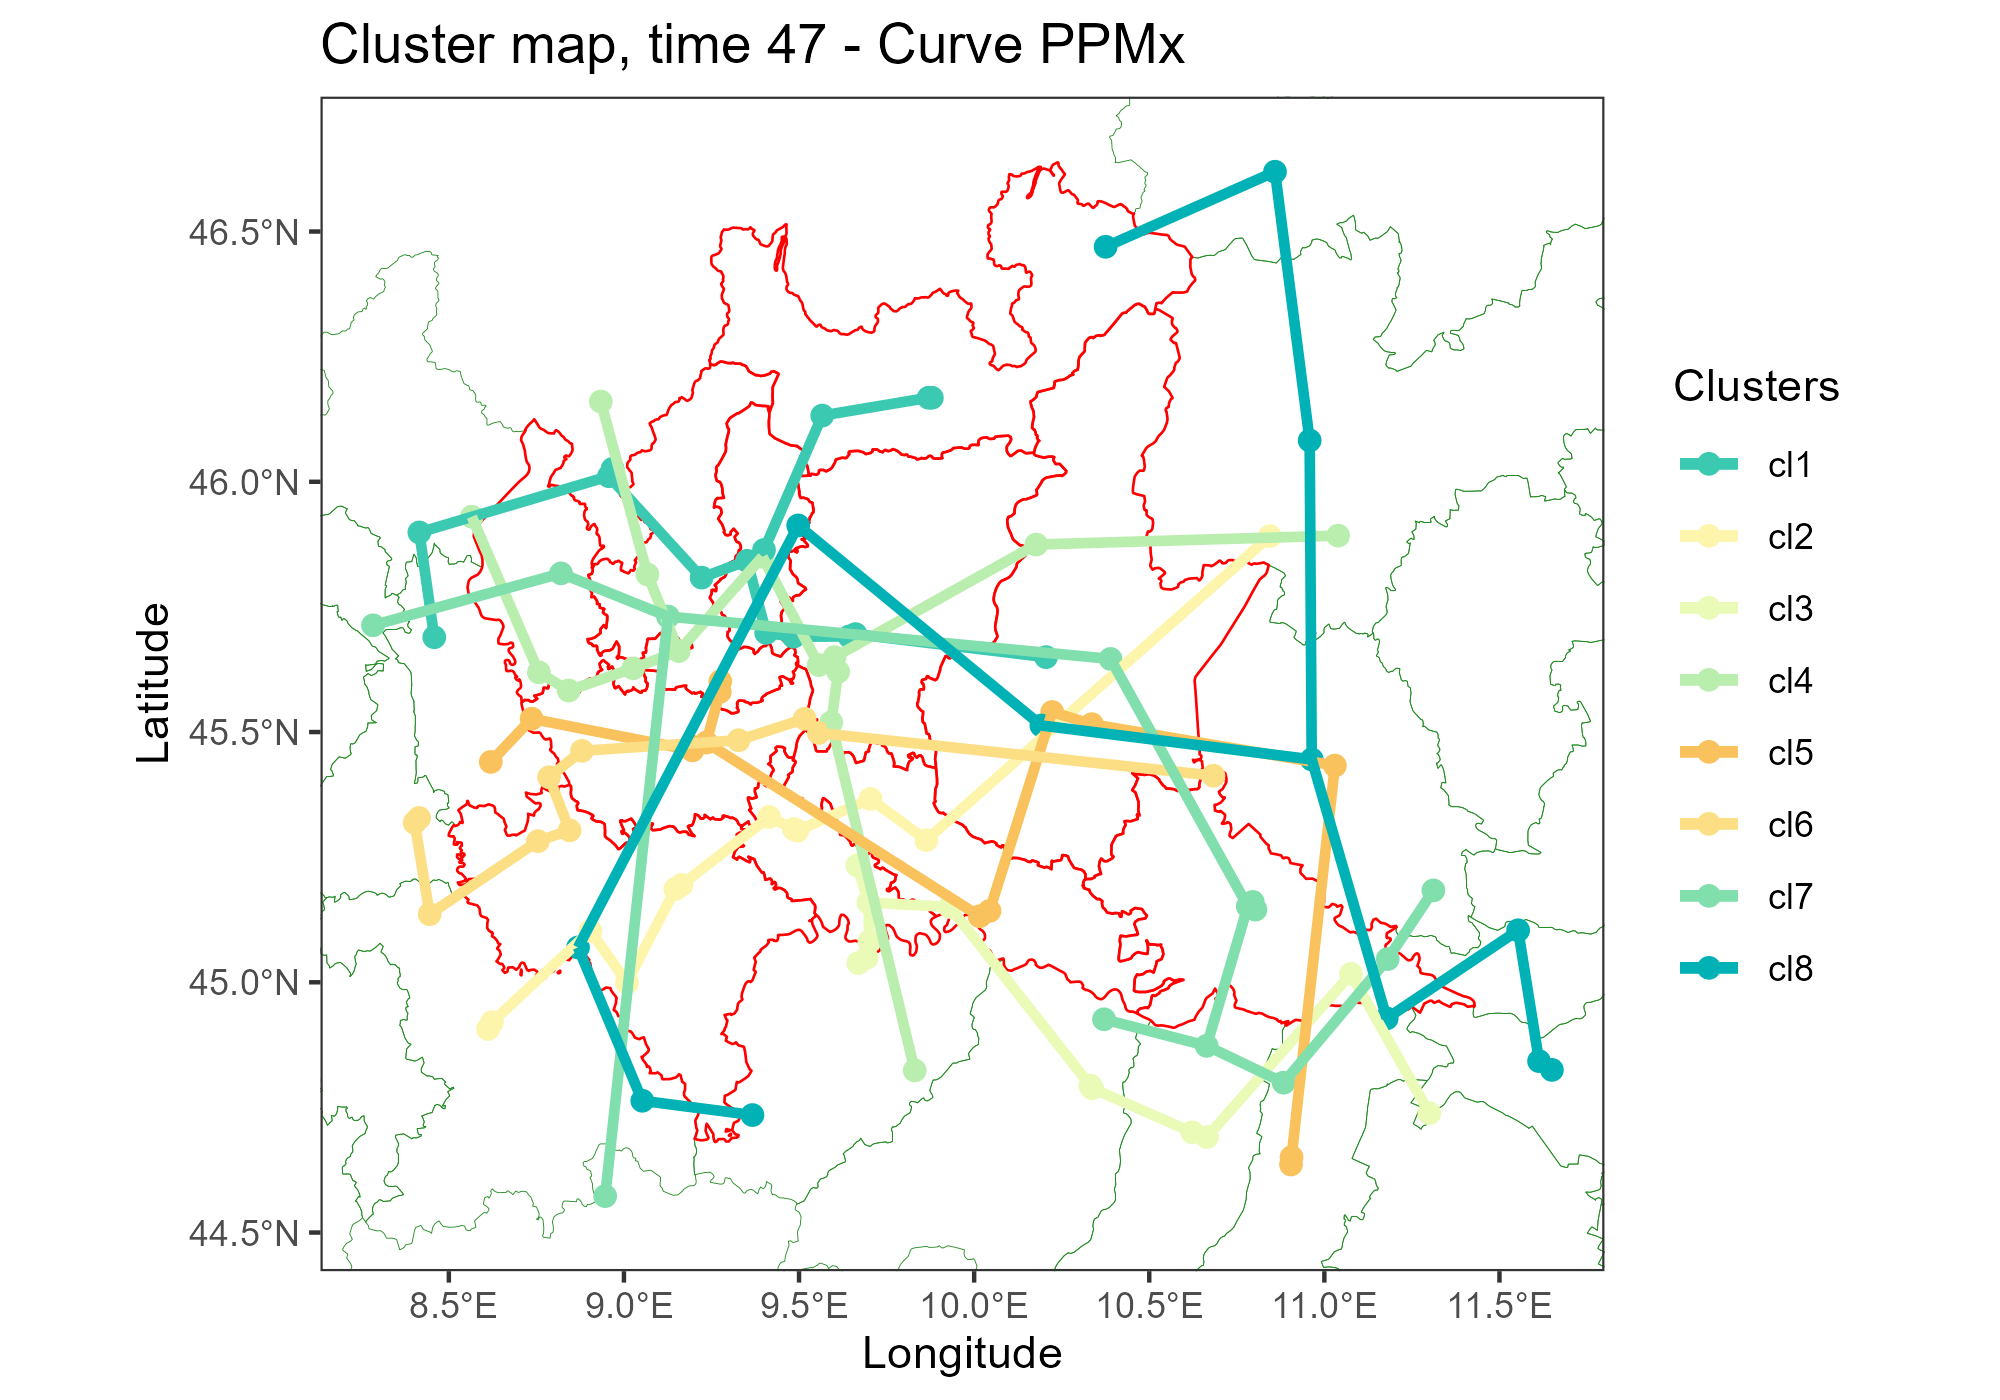 Cluster map, time 47 - Curve PPMx
46.5°N
46.0°N
45.5°N
45.0°N
44.5°N
Latitude
8.5°E
9.0°E
9.5°E
10.0°E
10.5°E
11.0°E
11.5°E
Longitude
Clusters
cl1
cl2
cl3
cl4
cl5
cl6
cl7
cl8